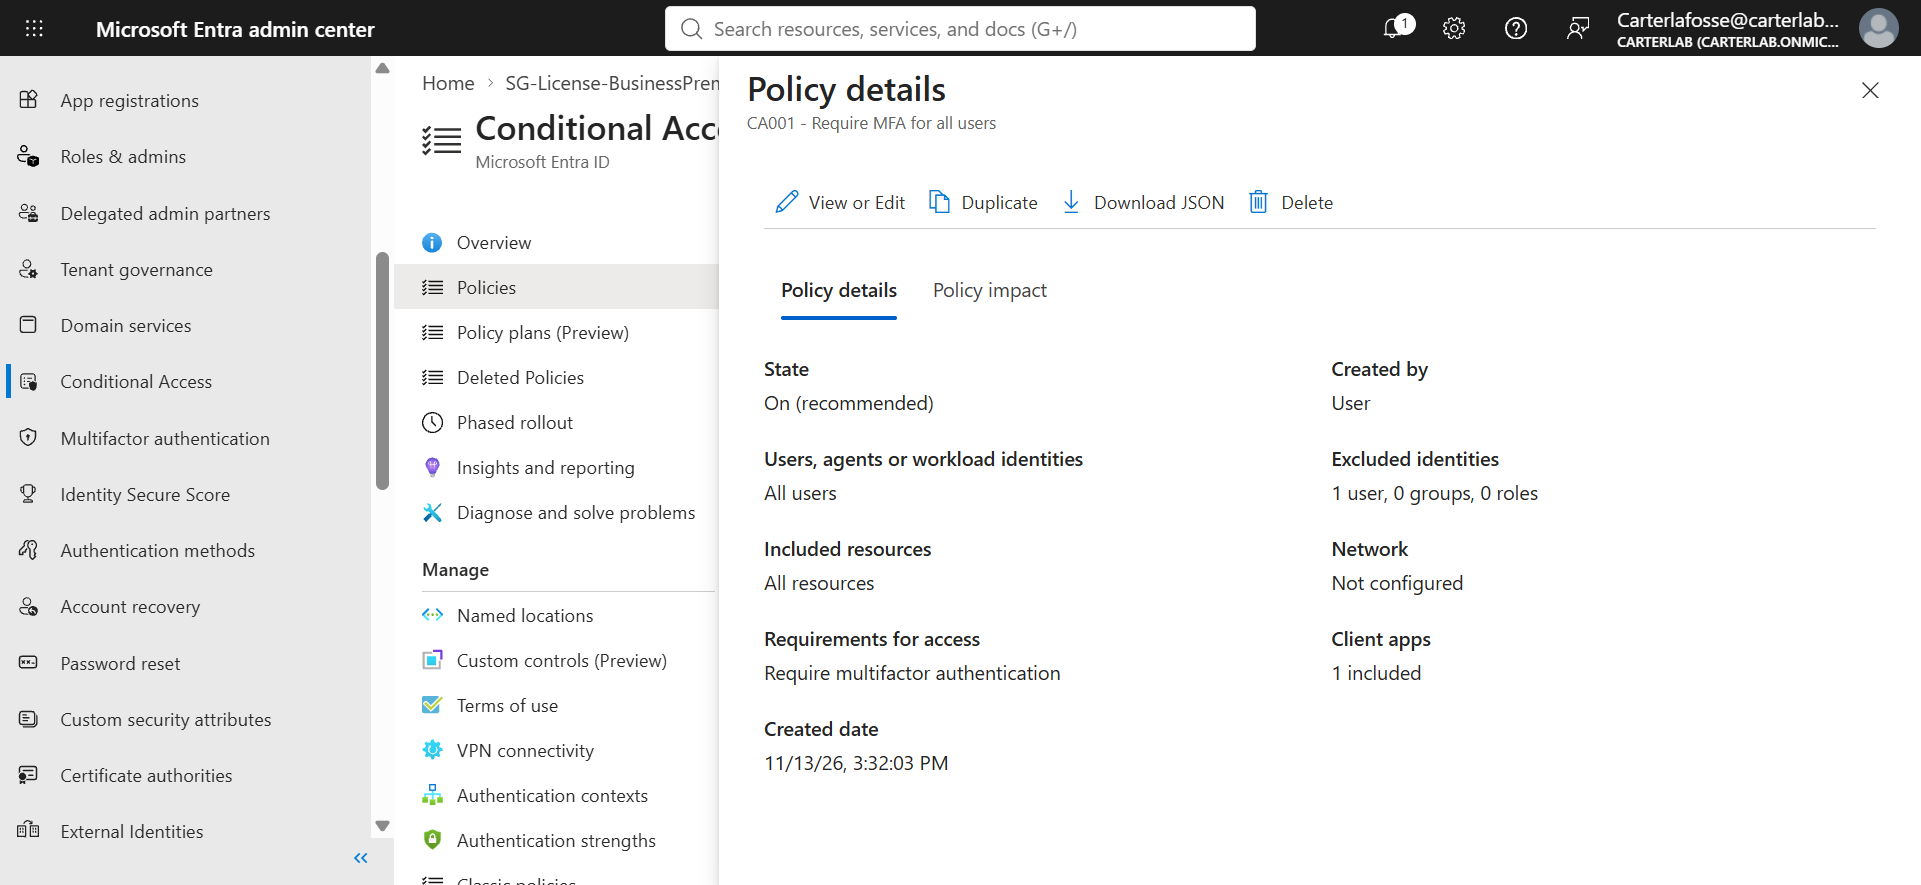 Microsoft Entra admin center
Search resources, services, and docs (G+/)
1
Carterlafosse@carterlab...
CARTERLAB (CARTERLAB.ONMIC...
App registrations
Roles & admins
Delegated admin partners
Tenant governance
Domain services
Conditional Access
Multifactor authentication
Identity Secure Score
Authentication methods
Account recovery
Password reset
Custom security attributes
Certificate authorities
External Identities
Home > SG-License-BusinessPrem
Conditional Acc
Microsoft Entra ID
Overview
Policies
Policy plans (Preview)
Deleted Policies
Phased rollout
Insights and reporting
Diagnose and solve problems
Manage
Named locations
Custom controls (Preview)
Terms of use
VPN connectivity
Authentication contexts
Authentication strengths
Classic policies
Policy details
CA001 - Require MFA for all users
View or Edit
Duplicate
Download JSON
Delete
Policy details
Policy impact
State
On (recommended)
Created by
User
Users, agents or workload identities
All users
Excluded identities
1 user, 0 groups, 0 roles
Included resources
All resources
Network
Not configured
Requirements for access
Require multifactor authentication
Client apps
1 included
Created date
11/13/26, 3:32:03 PM